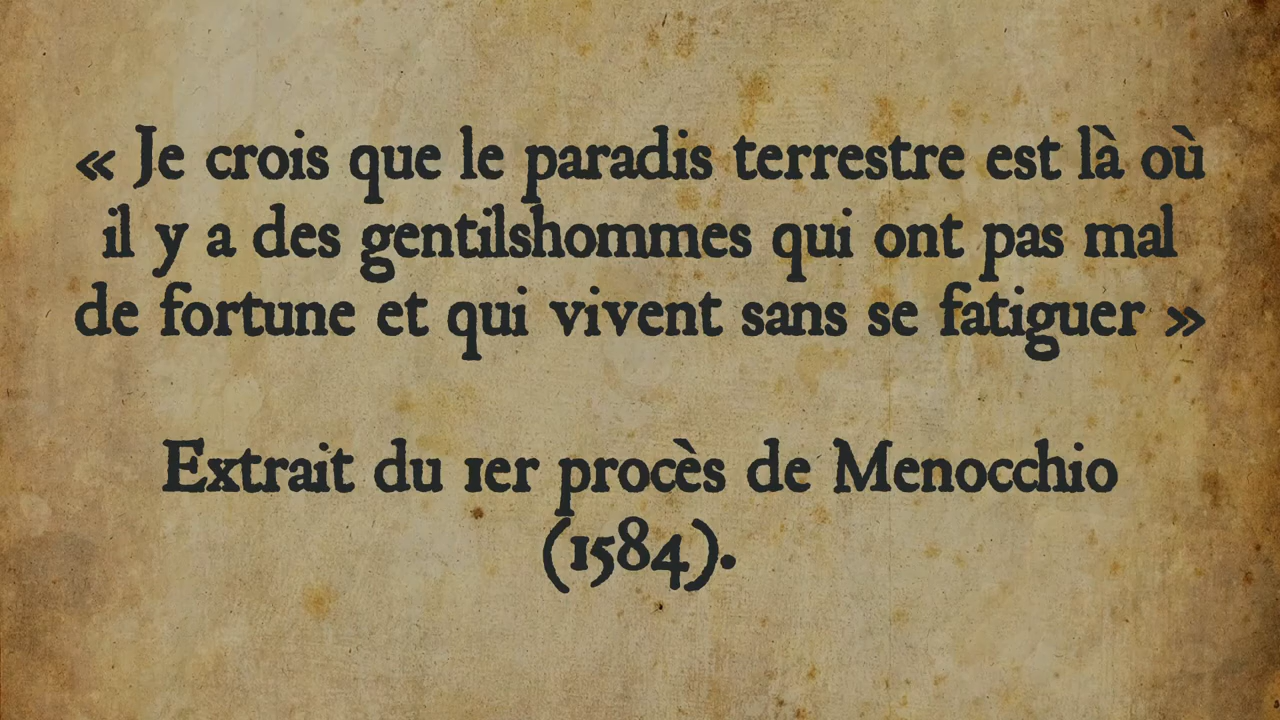 « Je crois que le paradis terrestre est là où
il y a des gentilshommes qui ont pas mal
de fortune et qui vivent sans se fatiguer »
Extrait du 1er procès de Menocchio
(1584).